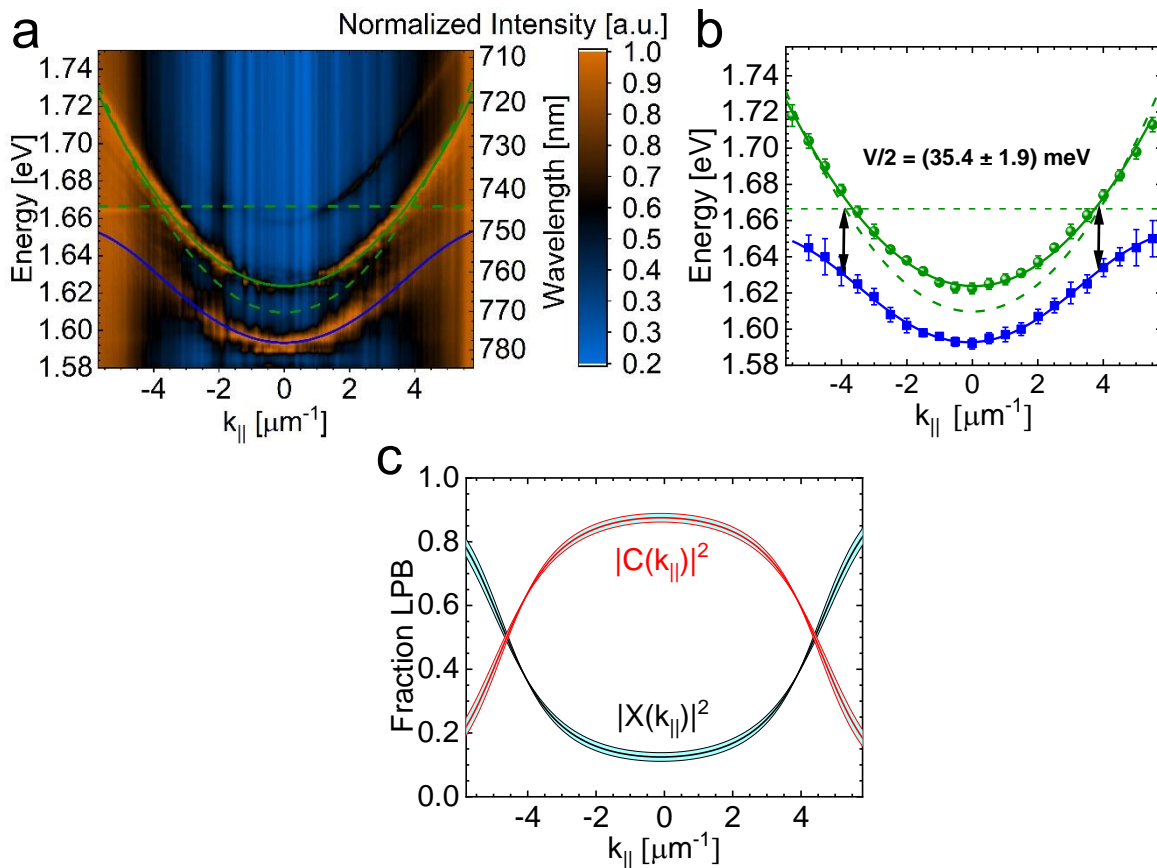 a
Normalized Intensity [a.u.]
Energy [eV]
1.74
1.72
1.70
1.68
1.66
1.64
1.62
1.60
1.58
-4 -2 0 2 4
k|| [μm-1]
710
720
730
740
750
760
770
780
Wavelength [nm]
1.0
0.9
0.8
0.7
0.6
0.5
0.4
0.3
0.2
b
Energy [eV]
1.74
1.72
1.70
1.68
1.66
1.64
1.62
1.60
1.58
V/2 = (35.4 ± 1.9) meV
-4 -2 0 2 4
k|| [μm-1]
c
Fraction LPB
1.0
0.8
0.6
0.4
0.2
0.0
|C(k||)|2
|X(k||)|2
-4 -2 0 2 4
k|| [μm-1]